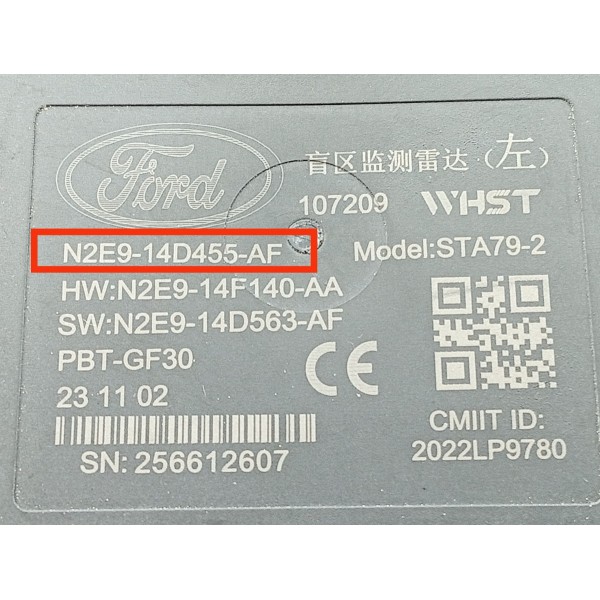 Ford
盲区监测雷达（左）
107209 WHST
N2E9-14D455-AF
Model:STA79-2
HW:N2E9-14F140-AA
SW:N2E9-14D563-AF
PBT-GF30
CE
23 11 02
CMIIT ID:
2022LP9780
SN: 256612607